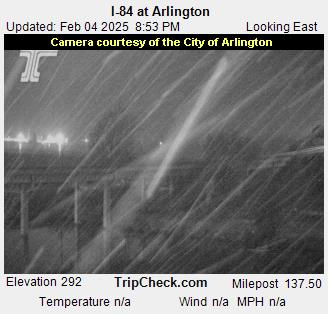 I-84 at Arlington
Updated: Feb 04 2025 8:53 PM Looking East
Camera courtesy of the City of Arlington
Elevation 292 TripCheck.com Milepost 137.50
Temperature n/a Wind n/a MPH n/a